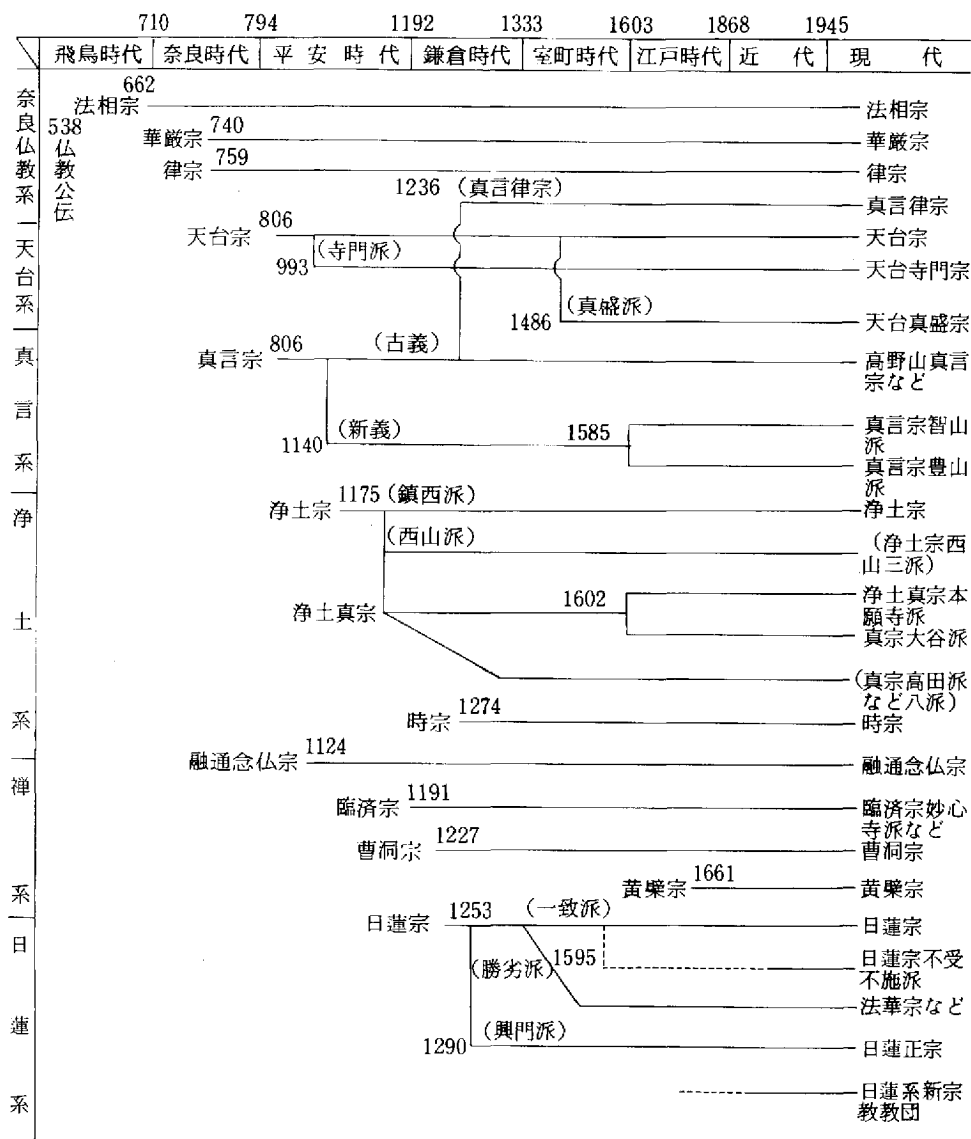 710 794 1192 1333 1603 1868 1945
飛鳥時代 奈良時代 平安時代 鎌倉時代 室町時代 江戸時代 近代 現代
奈良仏教系
662
法相宗 法相宗
538
仏教公伝
740
華厳宗 華厳宗
759
律宗 律宗
1236 (真言律宗)
真言律宗
天台系
806
天台宗 天台宗
(寺門派)
993 天台寺門宗
(真盛派)
1486 天台真盛宗
真言系
806 (古義)
真言宗 高野山真言
宗など
(新義)
1140 1585
真言宗智山
派
真言宗豊山
派
浄土系
1175 (鎮西派)
浄土宗 浄土宗
(西山派)
(浄土宗西
山三派)
浄土真宗 1602
浄土真宗本
願寺派
真宗大谷派
(真宗高田派
など八派)
1274
時宗 時宗
1124
融通念仏宗 融通念仏宗
禅系
1191
臨済宗 臨済宗妙心
寺派など
1227
曹洞宗 曹洞宗
1661
黄檗宗 黄檗宗
日蓮系
1253 (一致派)
日蓮宗 日蓮宗
(勝劣派) 1595
日蓮宗不受
不施派
法華宗など
(興門派)
1290 日蓮正宗
日蓮系新宗
教教団